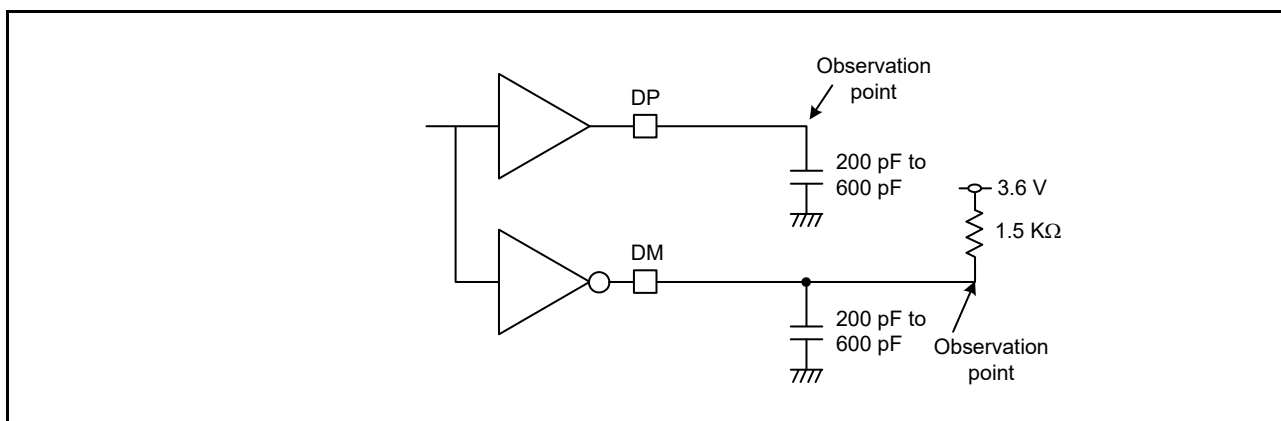 Observation
point
DP
200 pF to
600 pF
3.6 V
1.5 KΩ
DM
200 pF to
600 pF
Observation
point